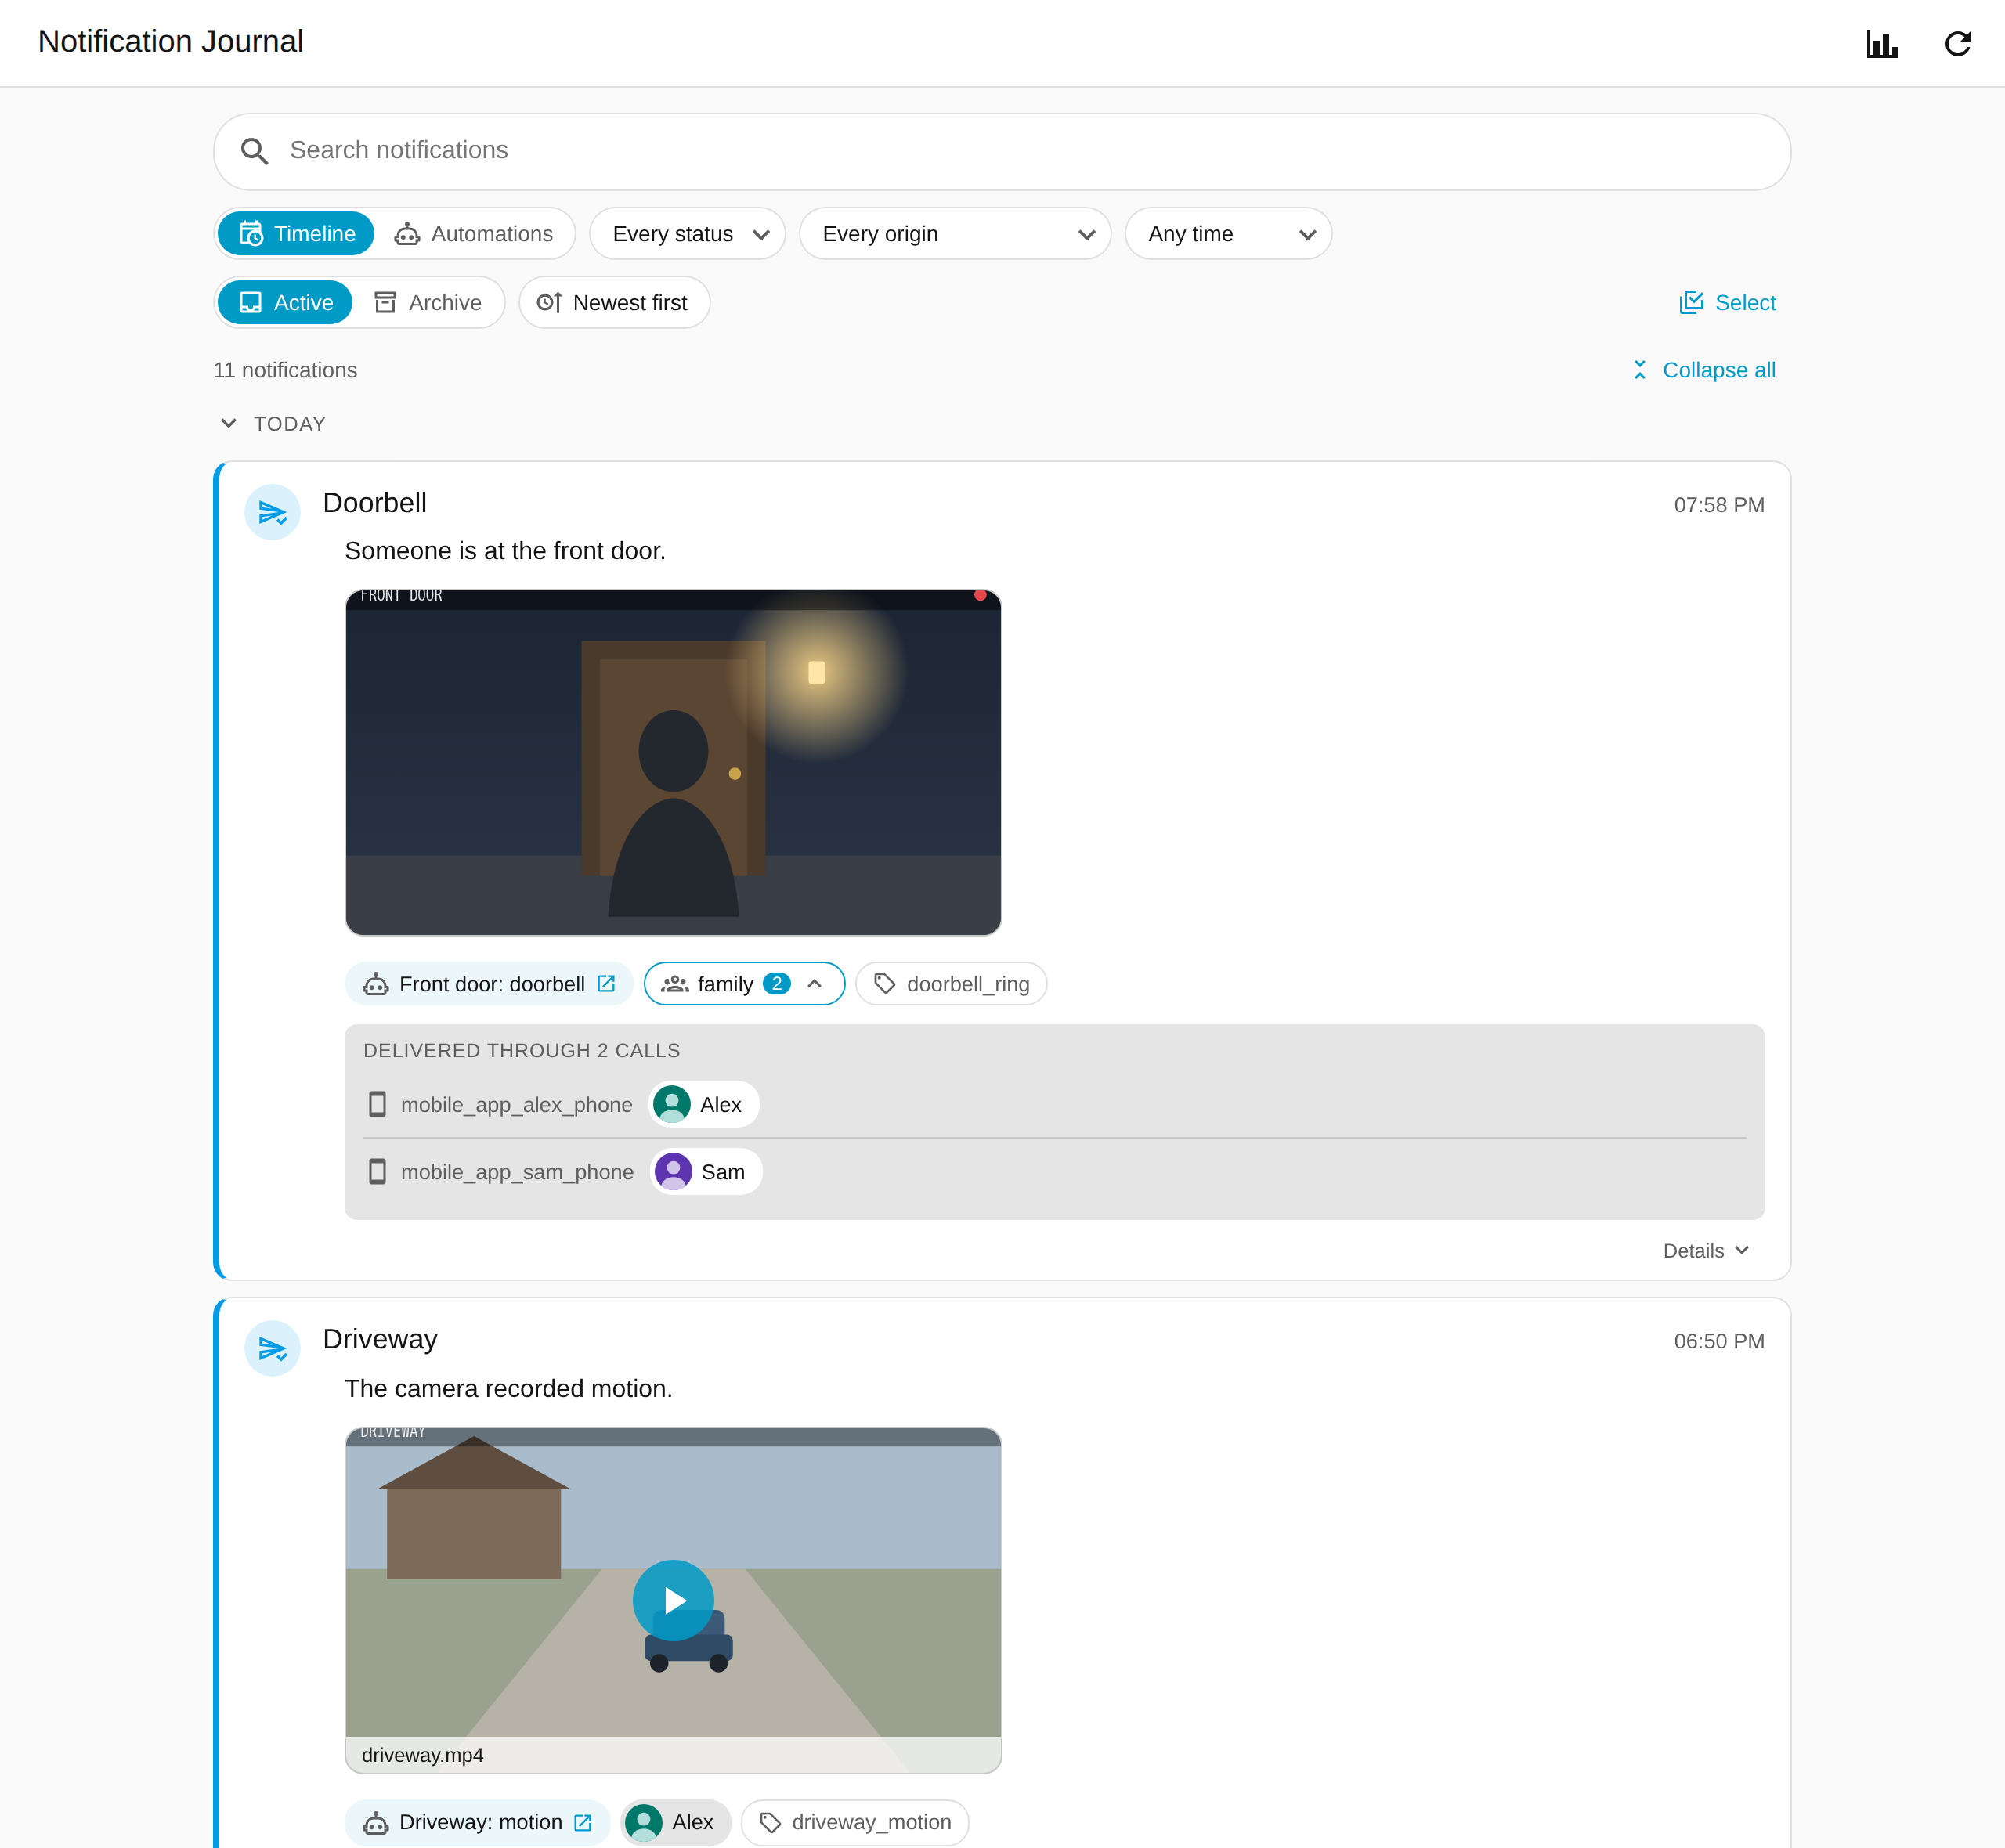 Notification Journal
Search notifications
Timeline Automations Every status Every origin Any time
Active Archive Newest first Select
11 notifications Collapse all
TODAY
Doorbell 07:58 PM
Someone is at the front door.
FRONT DOOR
Front door: doorbell family 2 doorbell_ring
DELIVERED THROUGH 2 CALLS
mobile_app_alex_phone Alex
mobile_app_sam_phone Sam
Details
Driveway 06:50 PM
The camera recorded motion.
DRIVEWAY
driveway.mp4
Driveway: motion Alex driveway_motion